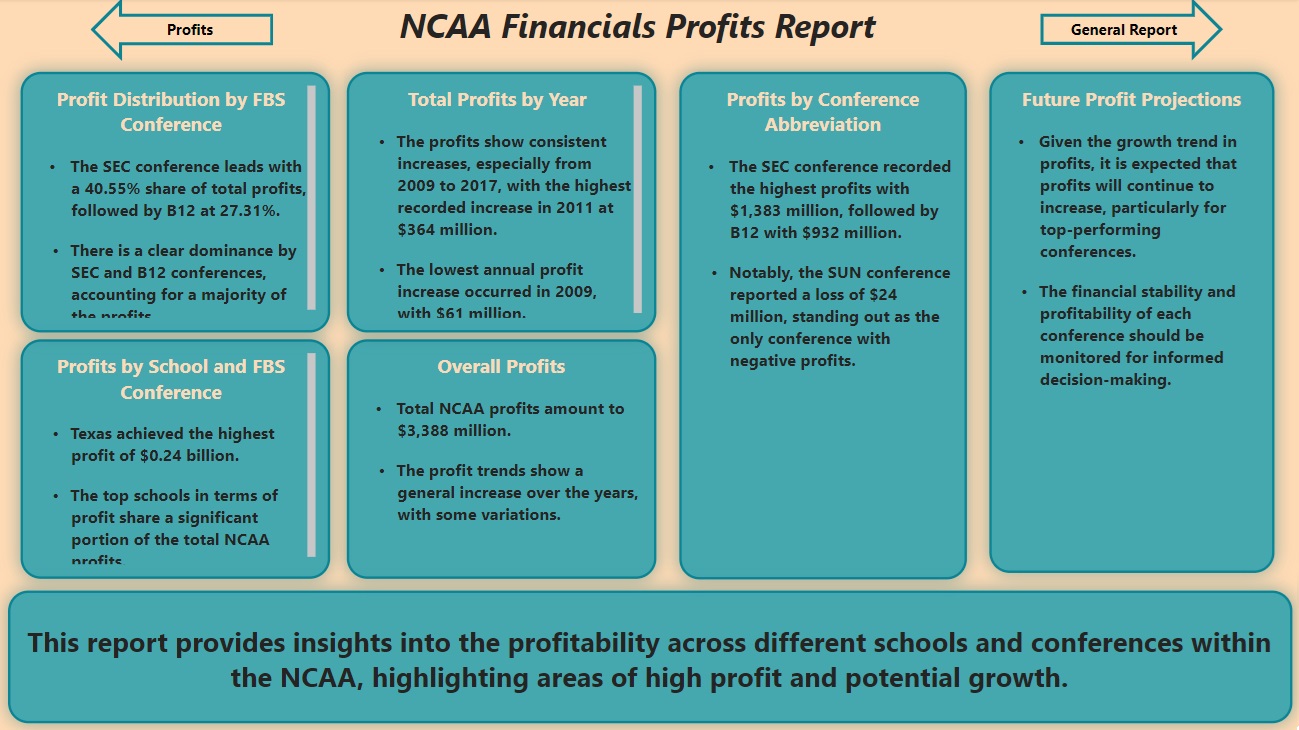 Profits
NCAA Financials Profits Report
General Report
Profit Distribution by FBS
Conference
• The SEC conference leads with
a 40.55% share of total profits,
followed by B12 at 27.31%.
• There is a clear dominance by
SEC and B12 conferences,
accounting for a majority of
the profits
Total Profits by Year
• The profits show consistent
increases, especially from
2009 to 2017, with the highest
recorded increase in 2011 at
$364 million.
• The lowest annual profit
increase occurred in 2009,
with $61 million.
Profits by Conference
Abbreviation
• The SEC conference recorded
the highest profits with
$1,383 million, followed by
B12 with $932 million.
• Notably, the SUN conference
reported a loss of $24
million, standing out as the
only conference with
negative profits.
Future Profit Projections
• Given the growth trend in
profits, it is expected that
profits will continue to
increase, particularly for
top-performing
conferences.
• The financial stability and
profitability of each
conference should be
monitored for informed
decision-making.
Profits by School and FBS
Conference
• Texas achieved the highest
profit of $0.24 billion.
• The top schools in terms of
profit share a significant
portion of the total NCAA
profits
Overall Profits
• Total NCAA profits amount to
$3,388 million.
• The profit trends show a
general increase over the years,
with some variations.
This report provides insights into the profitability across different schools and conferences within
the NCAA, highlighting areas of high profit and potential growth.